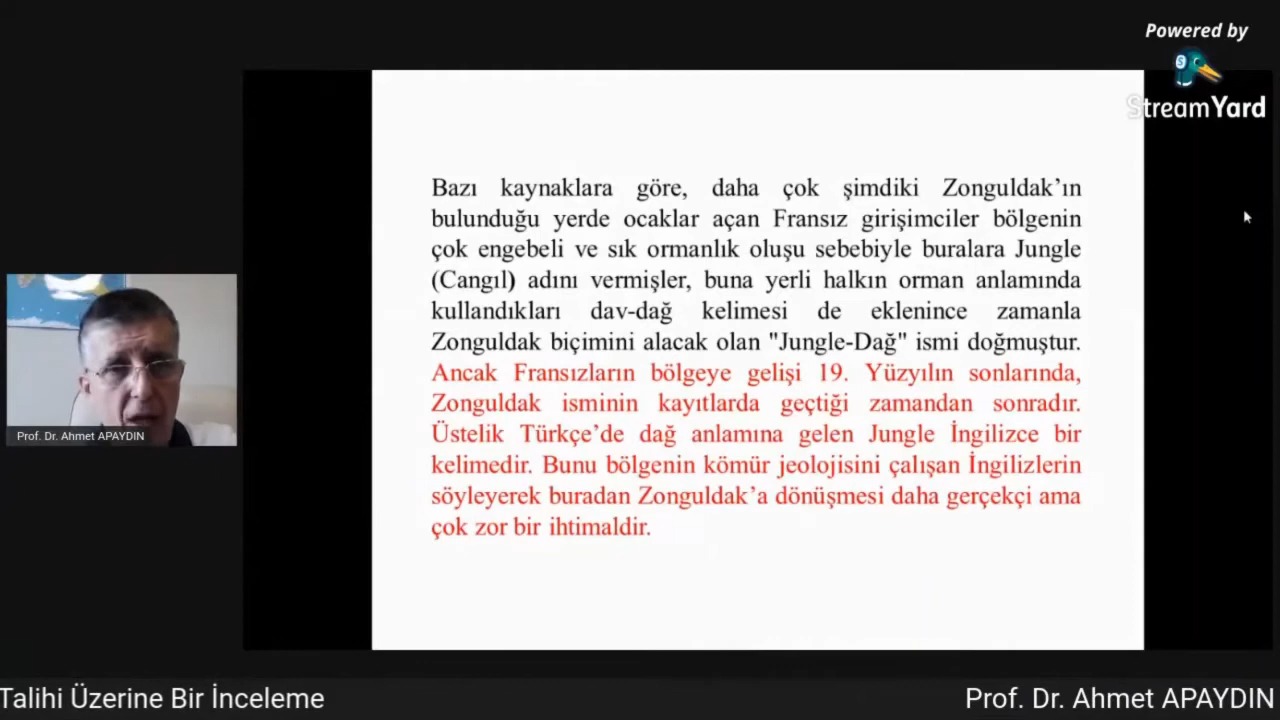 Powered by
StreamYard
Bazı kaynaklara göre, daha çok şimdiki Zonguldak’ın
bulunduğu yerde ocaklar açan Fransız girişimciler bölgenin
çok engebeli ve sık ormanlık oluşu sebebiyle buralara Jungle
(Cangıl) adını vermişler, buna yerli halkın orman anlamında
kullandıkları dav-dağ kelimesi de eklenince zamanla
Zonguldak biçimini alacak olan "Jungle-Dağ" ismi doğmuştur.
Ancak Fransızların bölgeye gelişi 19. Yüzyılın sonlarında,
Zonguldak isminin kayıtlarda geçtiği zamandan sonradır.
Üstelik Türkçe’de dağ anlamına gelen Jungle İngilizce bir
kelimedir. Bunu bölgenin kömür jeolojisini çalışan İngilizlerin
söyleyerek buradan Zonguldak’a dönüşmesi daha gerçekçi ama
çok zor bir ihtimaldir.
Prof. Dr. Ahmet APAYDIN
Talihi Üzerine Bir İnceleme
Prof. Dr. Ahmet APAYDIN